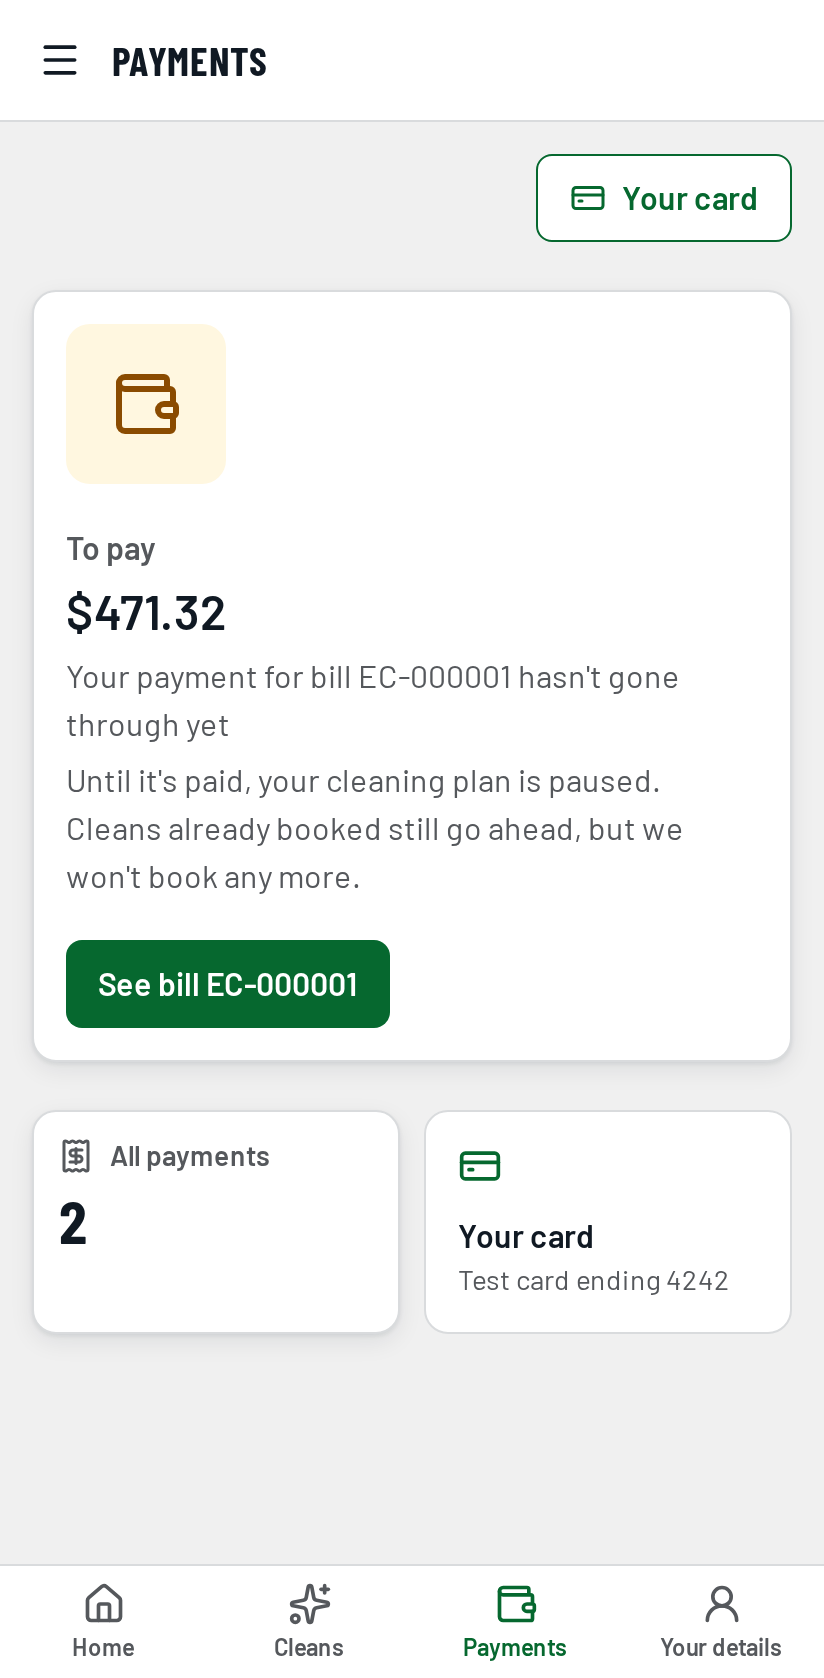 PAYMENTS
Your card
To pay
$471.32
Your payment for bill EC-000001 hasn't gone
through yet
Until it's paid, your cleaning plan is paused.
Cleans already booked still go ahead, but we
won't book any more.
See bill EC-000001
All payments
2
Your card
Test card ending 4242
Home
Cleans
Payments
Your details